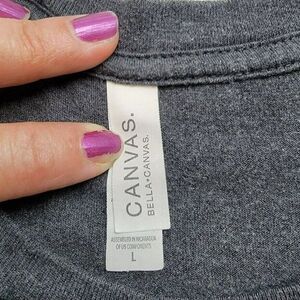 CANVAS.
BELLA+CANVAS.
ASSEMBLED IN NICARAGUA
OF US COMPONENTS
L